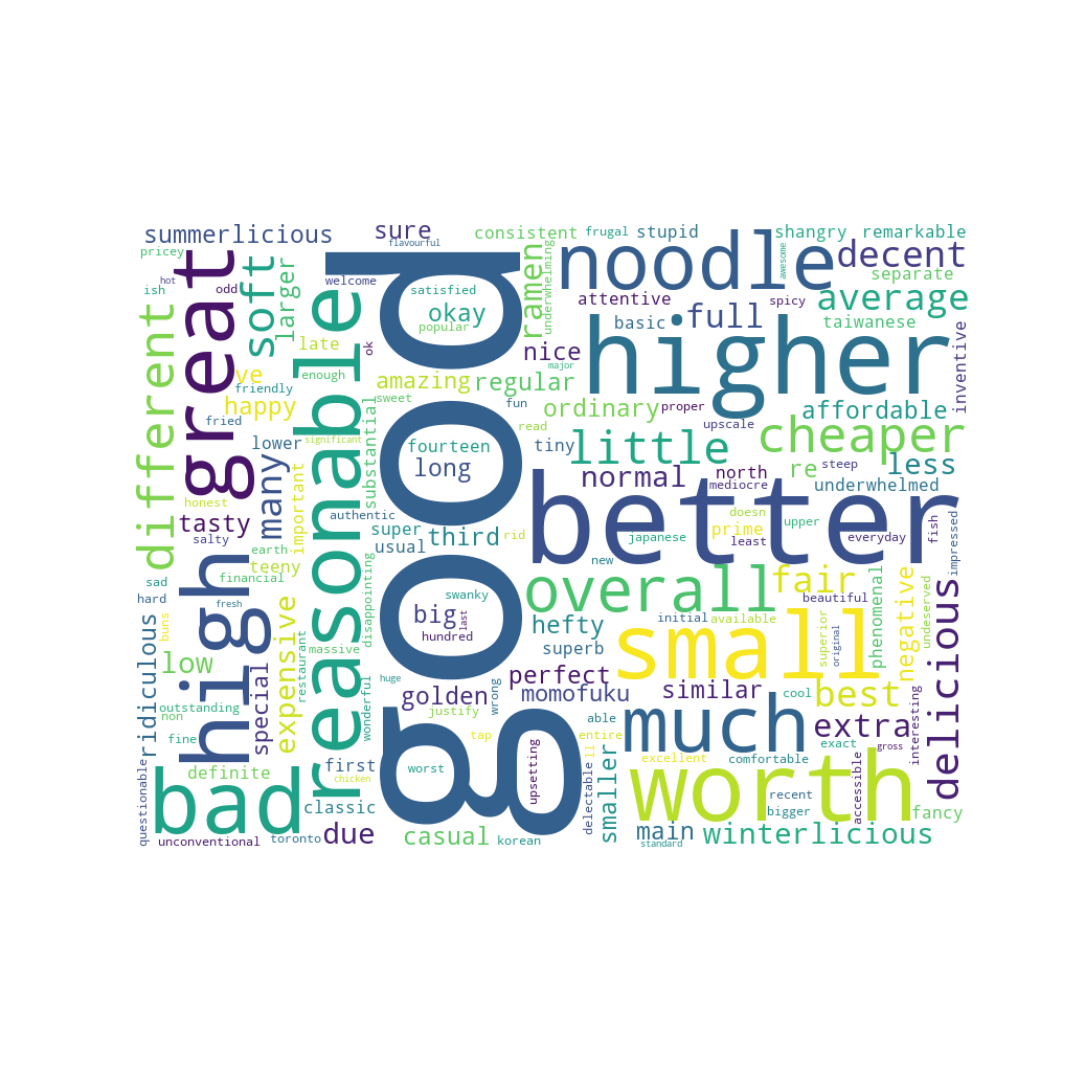 summerlicious
sure
flavourful
consistent
frugal
stupid
shangry
remarkable
pricey
hot
ish
odd
great
soft
larger
welcome
reasonable
good
satisfied
okay
popular
ramen
underwhelming
noodle
awesome
decent
separate
attentive
spicy
average
basic
full
taiwanese
inventive
different
late
ok
nice
major
higher
ve
friendly
enough
amazing
regular
sweet
fun
ordinary
proper
affordable
happy
fried
lower
significant
substantial
fourteen
read
upscale
cheaper
tiny
little
long
many
important
honest
tasty
salty
authentic
super
usual
third
rid
normal
north
mediocre
re
steep
less
underwhelmed
better
doesn
prime
upper
japanese
least
everyday
fish
impressed
earth
teeny
financial
sad
hard
high
fresh
disappointing
new
swanky
big
last
hundred
overall
fair
beautiful
initial
available
hefty
superb
small
superior
original
phenomenal
negative
undeserved
delicious
buns
ridiculous
expensive
restaurant
massive
low
special
outstanding
non
fine
wonderful
huge
golden
justify
perfect
wrong
momofuku
similar
cool
best
able
much
extra
interesting
tap
entire
exact
gross
definite
first
worst
upsetting
ll
excellent
comfortable
questionable
bad
chicken
classic
delectable
smaller
worth
recent
bigger
accessible
fancy
unconventional
toronto
due
casual
korean
main
standard
winterlicious